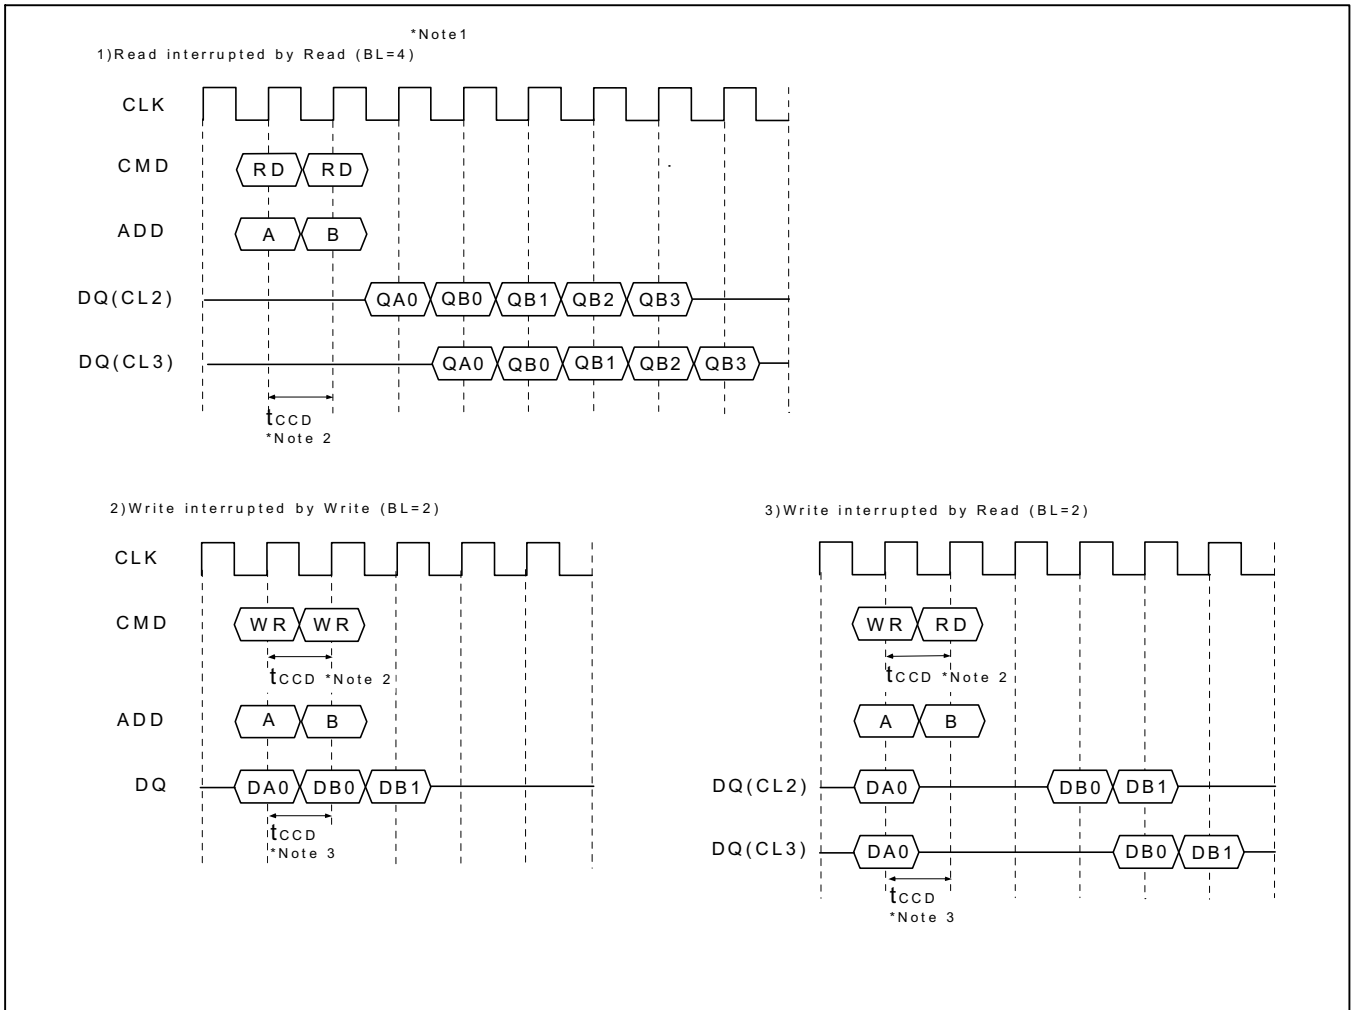 *Note1
1)Read interrupted by Read (BL=4)
CLK
CMD RD RD
ADD A B
DQ(CL2) QA0 QB0 QB1 QB2 QB3
DQ(CL3) QA0 QB0 QB1 QB2 QB3
tCCD
*Note 2
2)Write interrupted by Write (BL=2)
CLK
CMD WR WR
tCCD *Note 2
ADD A B
DQ DA0 DB0 DB1
tCCD
*Note 3
3)Write interrupted by Read (BL=2)
WR RD
tCCD *Note 2
A B
DQ(CL2) DA0 DB0 DB1
DQ(CL3) DA0 DB0 DB1
tCCD
*Note 3